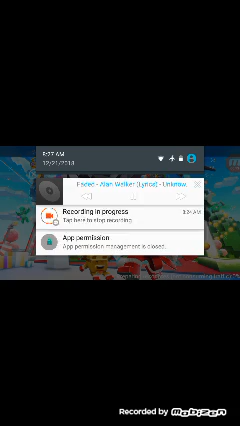 8:27 AM
12/21/2018
Faded - Alan Walker (Lyrics) - Unknow.
Recording in progress
8:24 AM
Tap here to stop recording.
App permission
App permission management is closed.
Recorded by Mobizen